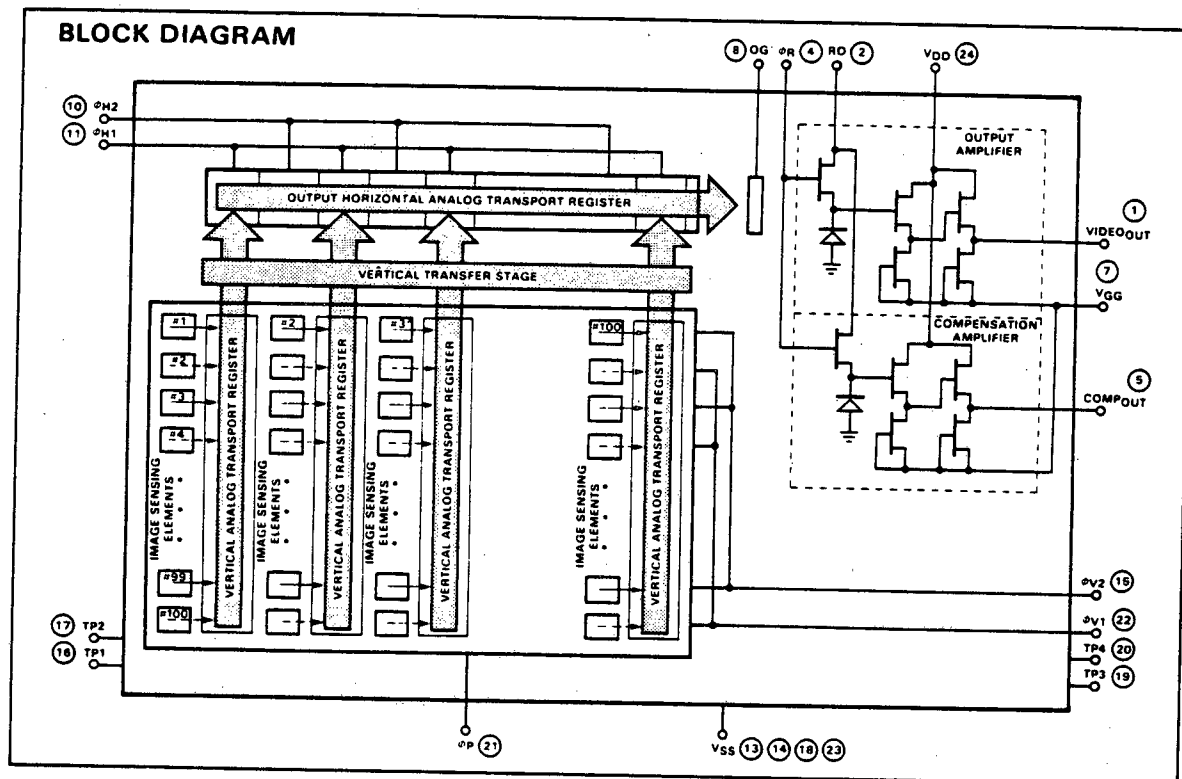 BLOCK DIAGRAM
⑧ OG ΦR ④ RD ② VDD ㉔
⑩ ΦH2
⑪ ΦH1
OUTPUT AMPLIFIER
OUTPUT HORIZONTAL ANALOG TRANSPORT REGISTER
①
VIDEO OUT
VERTICAL TRANSFER STAGE
⑦
VGG
COMPENSATION AMPLIFIER
⑤
COMP OUT
#1 #2 #3 #100
#2
#3
#4
IMAGE SENSING ELEMENTS
VERTICAL ANALOG TRANSPORT REGISTER
IMAGE SENSING ELEMENTS
VERTICAL ANALOG TRANSPORT REGISTER
IMAGE SENSING ELEMENTS
VERTICAL ANALOG TRANSPORT REGISTER
IMAGE SENSING ELEMENTS
VERTICAL ANALOG TRANSPORT REGISTER
#99
#100
ΦV2 ⑮
ΦV1 ㉒
⑰ TP2
⑯ TP1
TP4 ⑳
TP3 ⑲
ΦP ㉑
VSS ⑬ ⑭ ⑱ ㉓